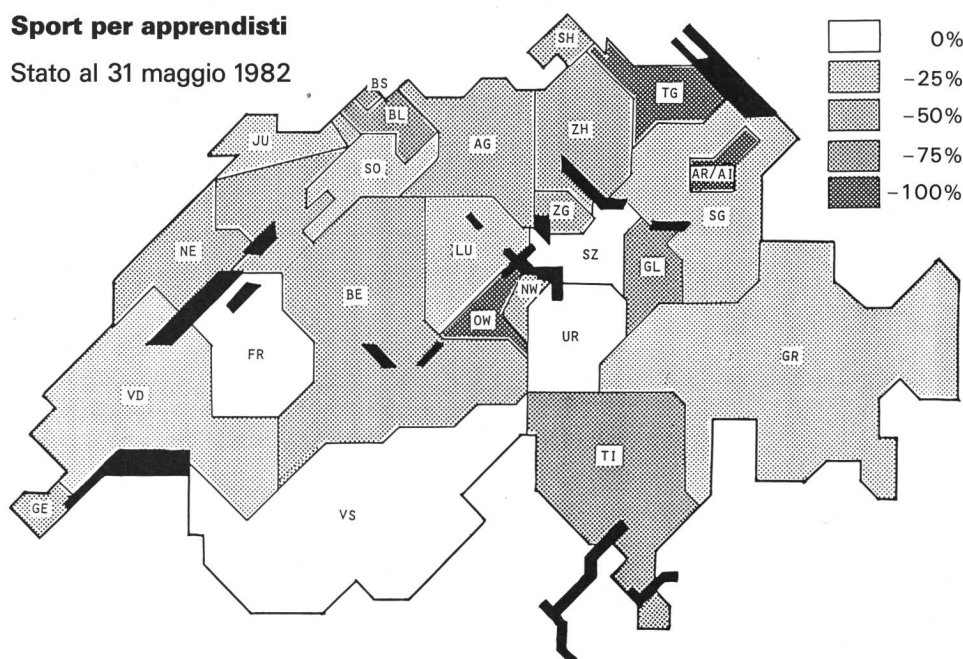 Sport per apprendisti
Stato al 31 maggio 1982
0%
–25%
–50%
–75%
–100%
SH
BS
TG
BL
ZH
JU
AG
SO
AR/AI
ZG
SG
NE
LU
SZ
GL
NW
BE
OW
UR
FR
GR
VD
TI
GE
VS